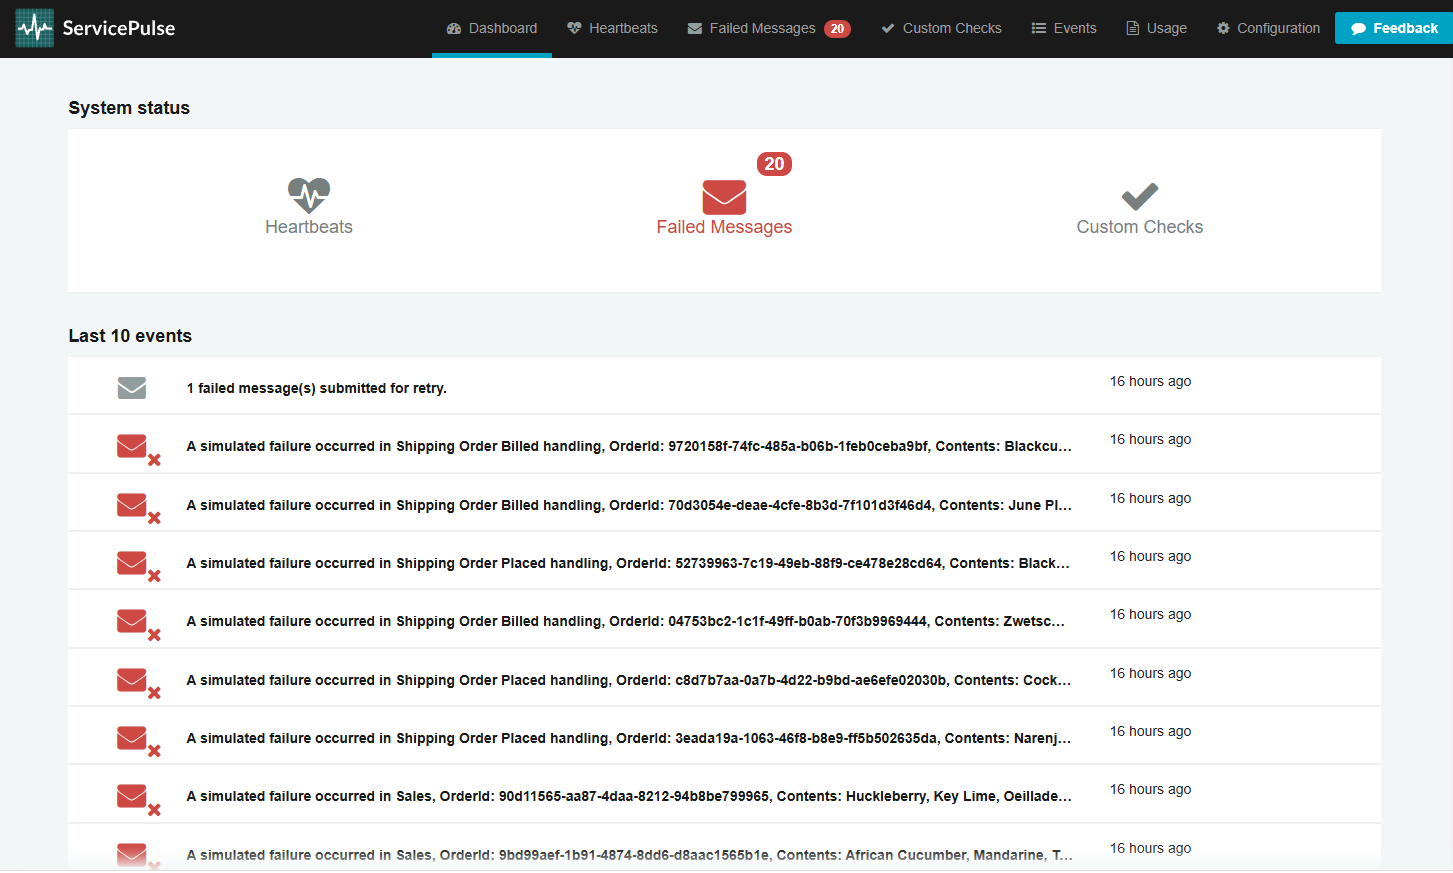 ServicePulse
Dashboard Heartbeats Failed Messages 20 Custom Checks Events Usage Configuration Feedback
System status
20
Heartbeats Failed Messages Custom Checks
Last 10 events
1 failed message(s) submitted for retry. 16 hours ago
A simulated failure occurred in Shipping Order Billed handling, OrderId: 9720158f-74fc-485a-b06b-1feb0ceba9bf, Contents: Blackcu... 16 hours ago
A simulated failure occurred in Shipping Order Billed handling, OrderId: 70d3054e-deae-4cfe-8b3d-7f101d3f46d4, Contents: June Pl... 16 hours ago
A simulated failure occurred in Shipping Order Placed handling, OrderId: 52739963-7c19-49eb-88f9-ce478e28cd64, Contents: Black... 16 hours ago
A simulated failure occurred in Shipping Order Billed handling, OrderId: 04753bc2-1c1f-49ff-b0ab-70f3b9969444, Contents: Zwetsc... 16 hours ago
A simulated failure occurred in Shipping Order Placed handling, OrderId: c8d7b7aa-0a7b-4d22-b9bd-ae6efe02030b, Contents: Cock... 16 hours ago
A simulated failure occurred in Shipping Order Placed handling, OrderId: 3eada19a-1063-46f8-b8e9-ff5b502635da, Contents: Narenj... 16 hours ago
A simulated failure occurred in Sales, OrderId: 90d11565-aa87-4daa-8212-94b8be799965, Contents: Huckleberry, Key Lime, Oeillade... 16 hours ago
A simulated failure occurred in Sales, OrderId: 9bd99aef-1b91-4874-8dd6-d8aac1565b1e, Contents: African Cucumber, Mandarine, T... 16 hours ago